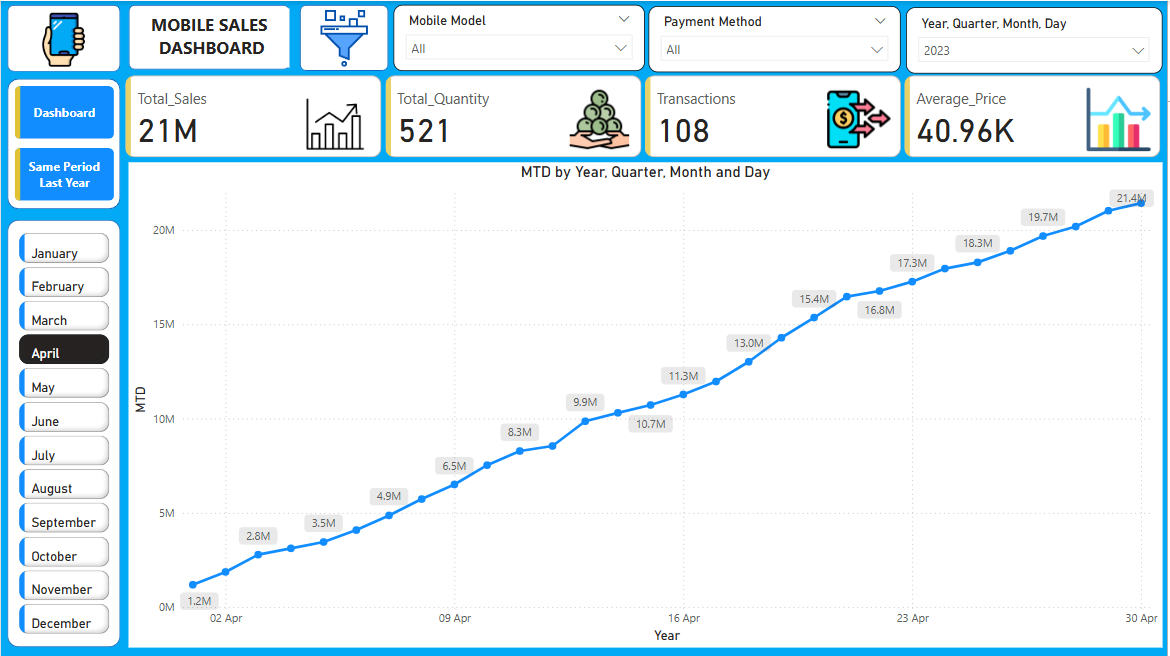 MOBILE SALES
DASHBOARD
Mobile Model
All
Payment Method
All
Year, Quarter, Month, Day
2023
Dashboard
Same Period
Last Year
Total_Sales
21M
Total_Quantity
521
Transactions
108
Average_Price
40.96K
January
February
March
April
May
June
July
August
September
October
November
December
MTD by Year, Quarter, Month and Day
MTD
20M
15M
10M
5M
0M
1.2M
2.8M
3.5M
4.9M
6.5M
8.3M
9.9M
10.7M
11.3M
13.0M
15.4M
16.8M
17.3M
18.3M
19.7M
21.4M
02 Apr
09 Apr
16 Apr
23 Apr
30 Apr
Year